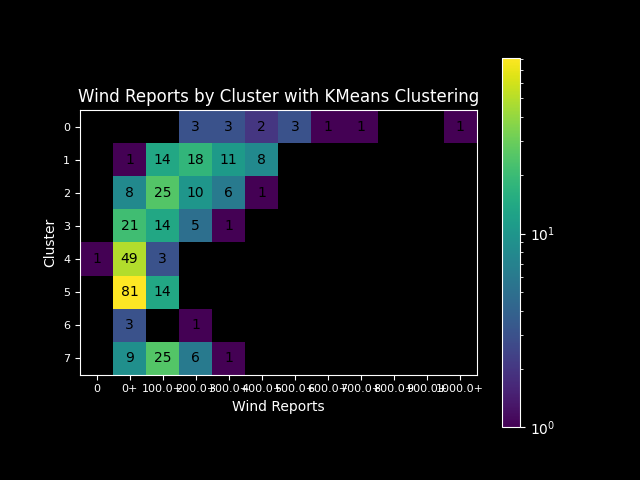 Wind Reports by Cluster with KMeans Clustering
Cluster
0 3 3 2 3 1 1 1
1 1 14 18 11 8
2 8 25 10 6 1
3 21 14 5 1
4 1 49 3
5 81 14
6 3 1
7 9 25 6 1
0 0+ 100.0+ 200.0+ 300.0+ 400.0+ 500.0+ 600.0+ 700.0+ 800.0+ 900.0+ 1000.0+
Wind Reports
10¹
10⁰